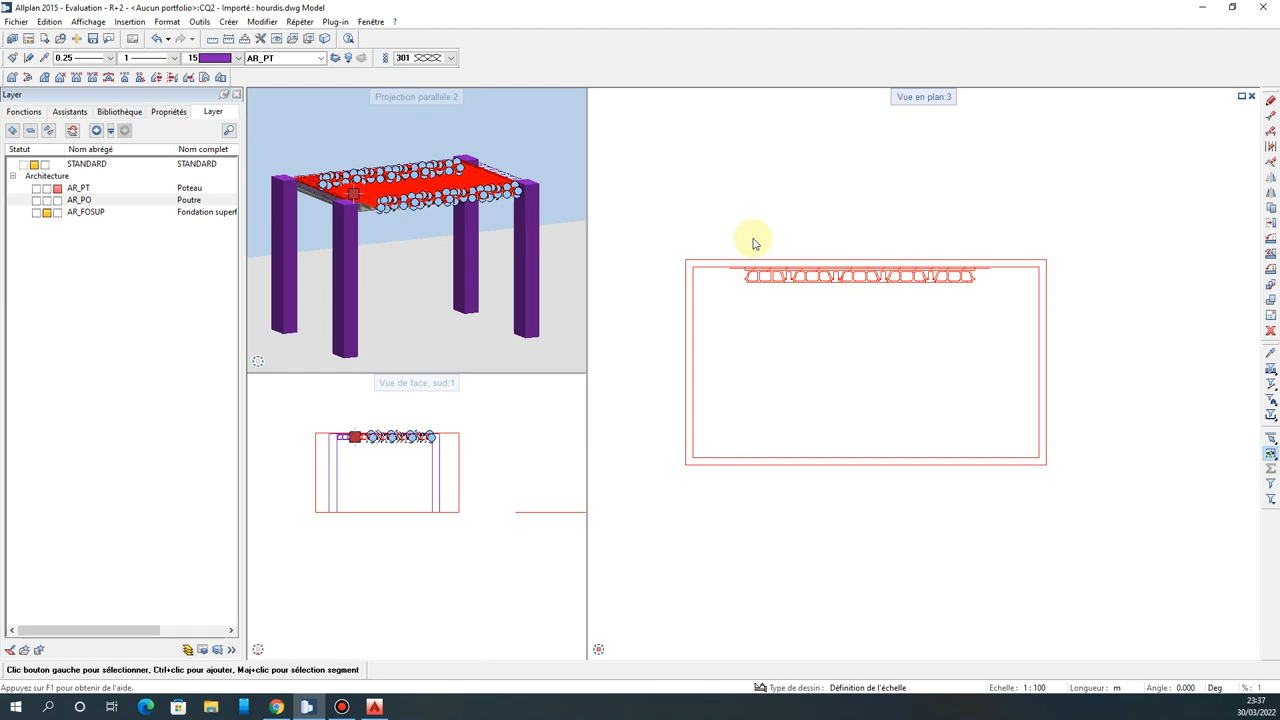 Allplan 2015 - Evaluation - R+2 - <Aucun portfolio>:CQ2 - Importé : hourdis.dwg Model
Fichier Edition Affichage Insertion Format Outils Créer Modifier Répéter Plug-in Fenêtre ?
0.25 1 15 AR_PT 301
Layer
Projection parallèle:2
Vue en plan:3
Fonctions Assistants Bibliothèque Propriétés Layer
Statut Nom abrégé Nom complet
STANDARD STANDARD
Architecture
AR_PT Poteau
AR_PO Poutre
AR_FOSUP Fondation superf
Vue de face, sud:1
Clic bouton gauche pour sélectionner, Ctrl+clic pour ajouter, Maj+clic pour sélection segment
Appuyez sur F1 pour obtenir de l'aide. Type de dessin : Définition de l'échelle Echelle : 1 : 100 Longueur : m Angle : 0.000 Deg % : 1
23:37
30/03/2022